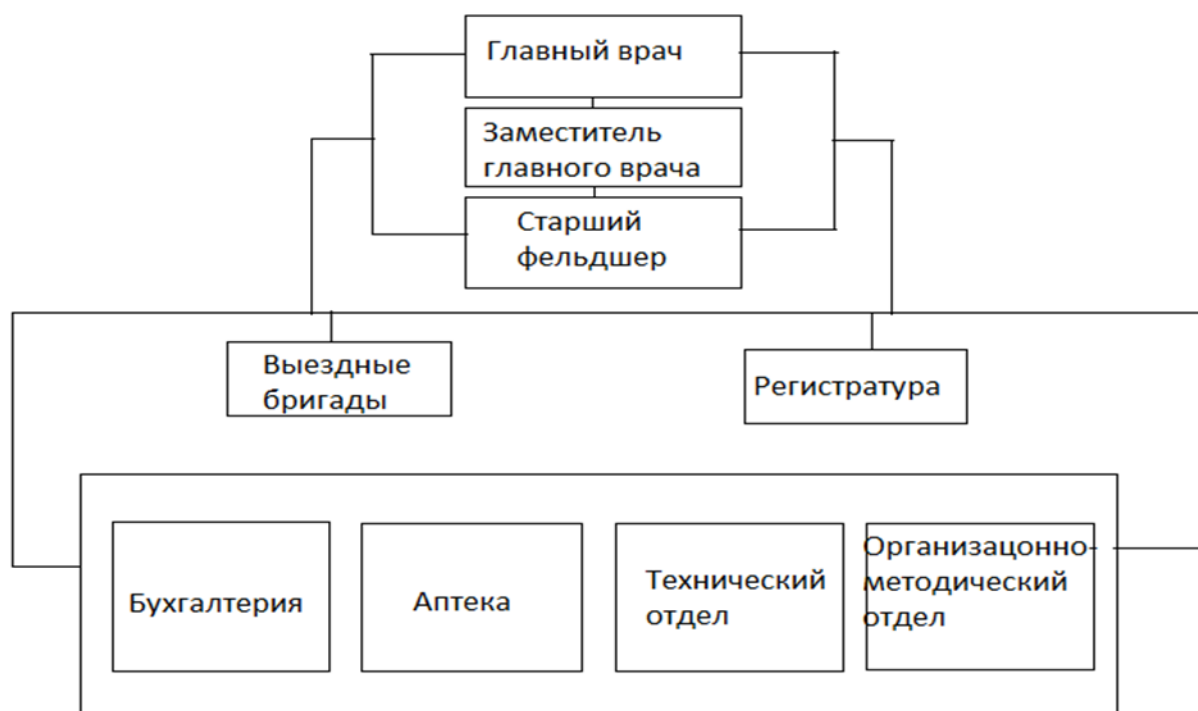 Главный врач
Заместитель
главного врача
Старший
фельдшер
Выездные
бригады
Регистратура
Бухгалтерия
Аптека
Технический
отдел
Организацонно-
методический
отдел